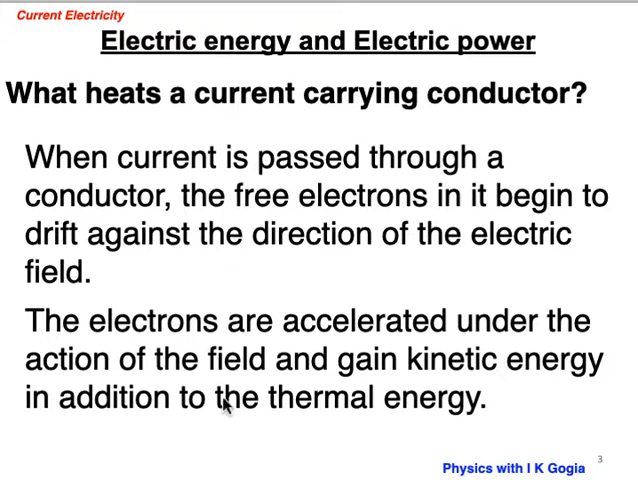 Current Electricity
Electric energy and Electric power
What heats a current carrying conductor?
When current is passed through a
conductor, the free electrons in it begin to
drift against the direction of the electric
field.
The electrons are accelerated under the
action of the field and gain kinetic energy
in addition to the thermal energy.
3
Physics with I K Gogia